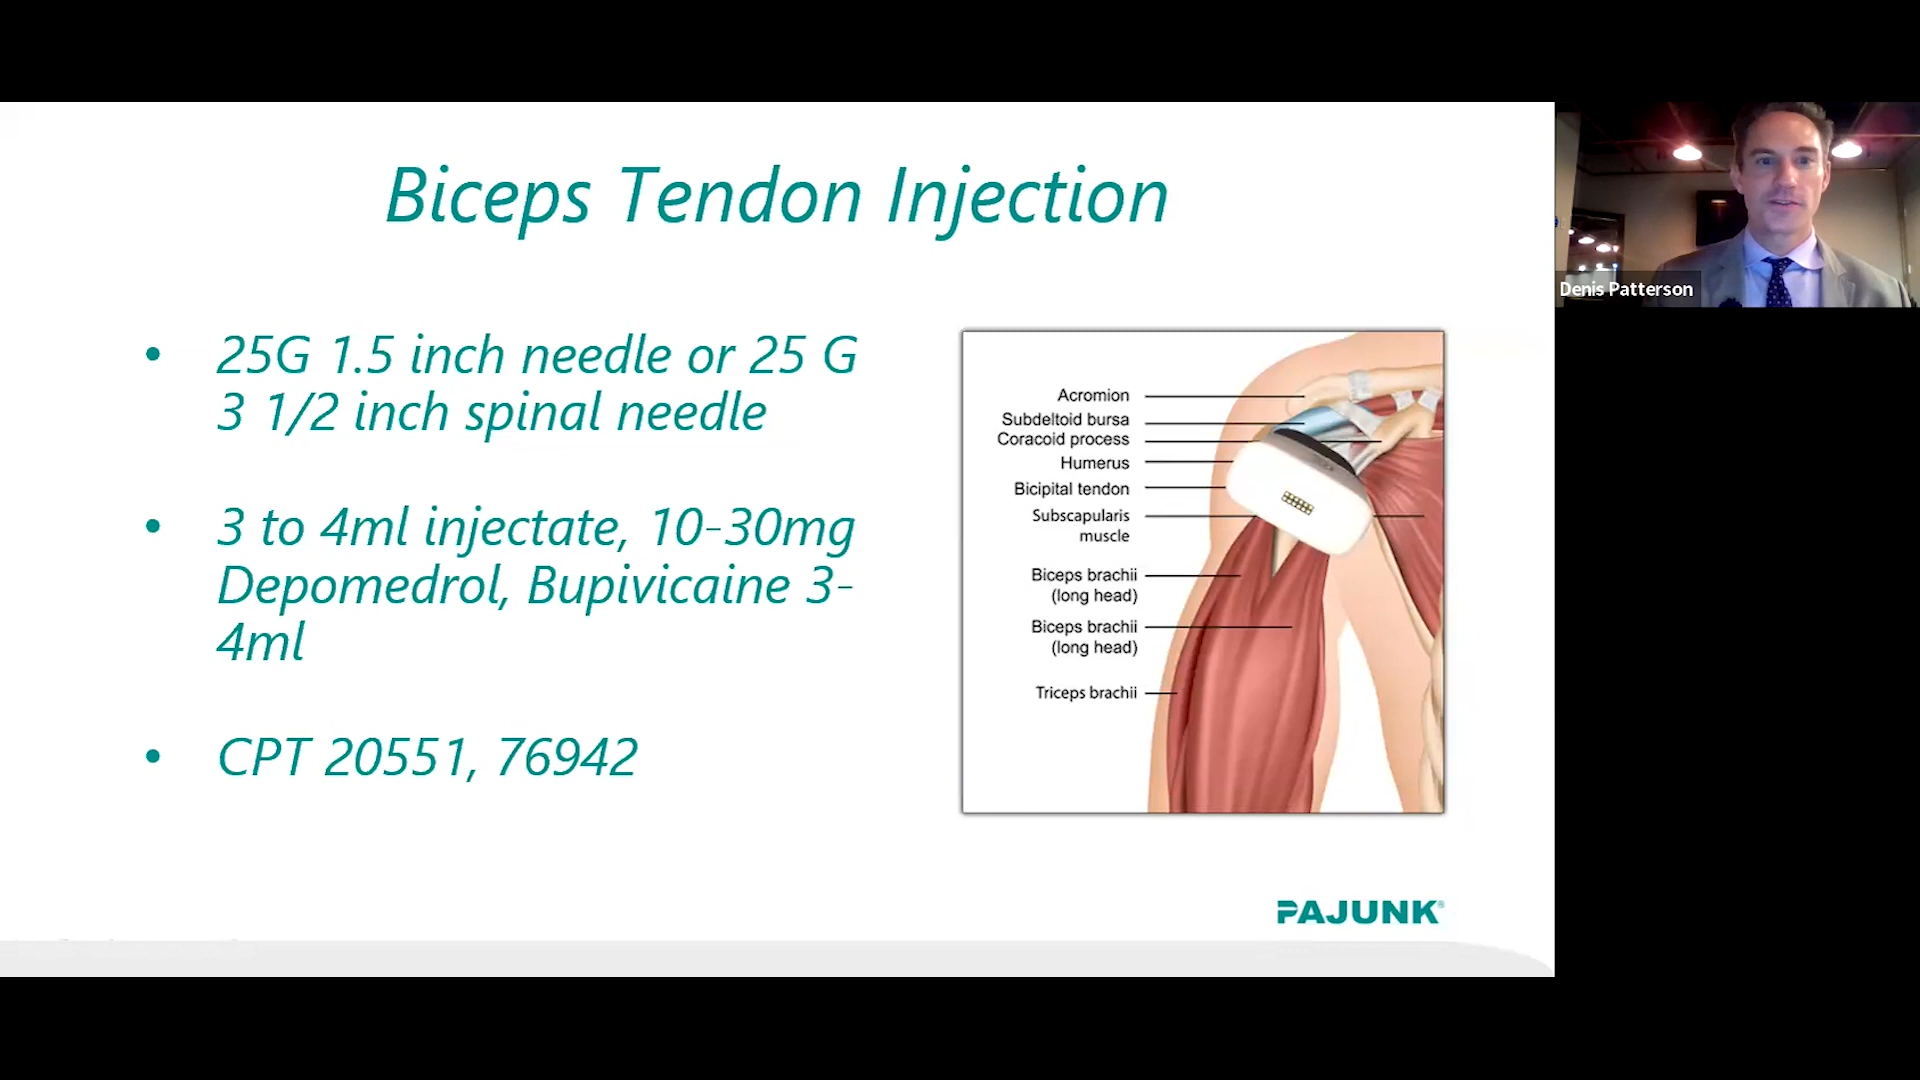 Biceps Tendon Injection
• 25G 1.5 inch needle or 25 G
3 1/2 inch spinal needle
• 3 to 4ml injectate, 10-30mg
Depomedrol, Bupivicaine 3-
4ml
• CPT 20551, 76942
Acromion
Subdeltoid bursa
Coracoid process
Humerus
Bicipital tendon
Subscapularis
muscle
Biceps brachii
(long head)
Biceps brachii
(long head)
Triceps brachii
PAJUNK®
Denis Patterson